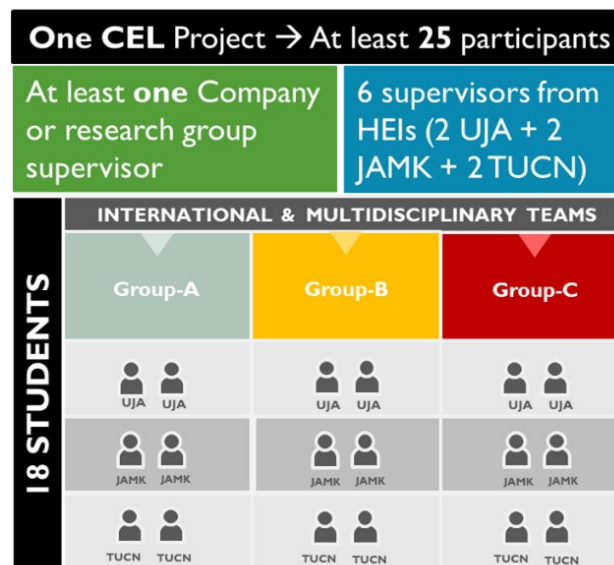 One CEL Project → At least 25 participants
At least one Company
or research group
supervisor
6 supervisors from
HEIs (2 UJA + 2
JAMK + 2 TUCN)
18 STUDENTS
INTERNATIONAL & MULTIDISCIPLINARY TEAMS
Group-A
Group-B
Group-C
UJA UJA
UJA UJA
UJA UJA
JAMK JAMK
JAMK JAMK
JAMK JAMK
TUCN TUCN
TUCN TUCN
TUCN TUCN